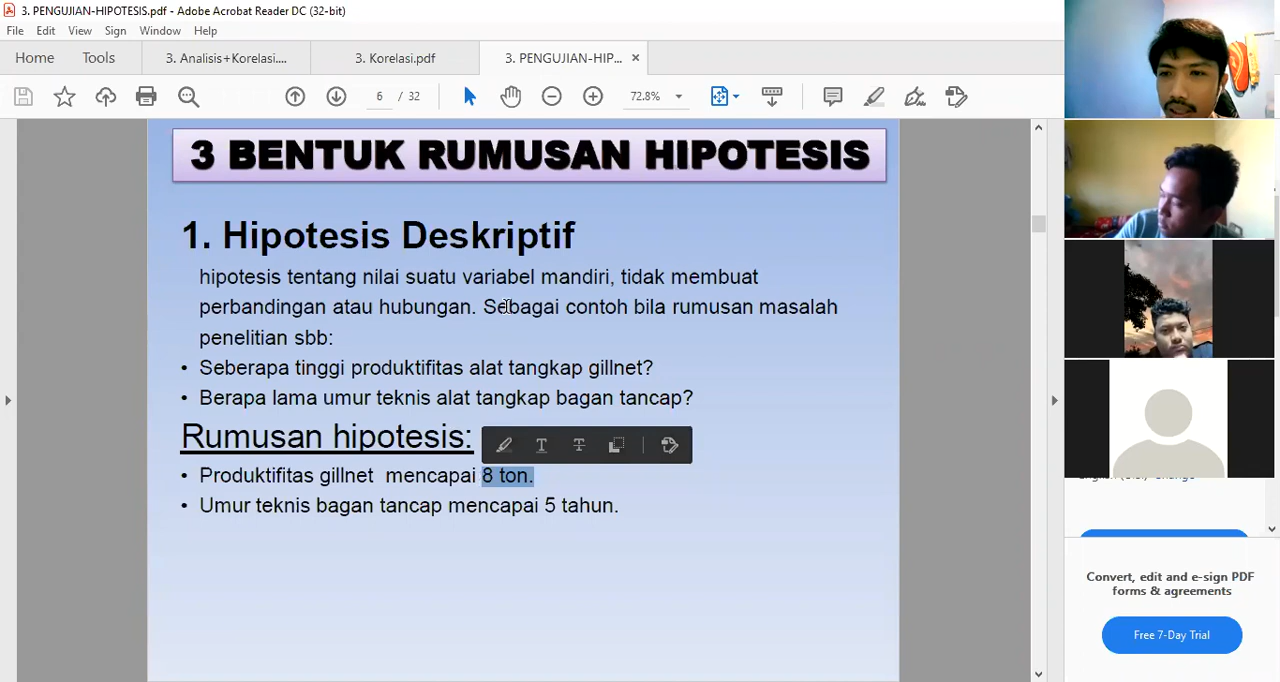 3. PENGUJIAN-HIPOTESIS.pdf - Adobe Acrobat Reader DC (32-bit)
File Edit View Sign Window Help
Home Tools 3. Analisis+Korelasi.... 3. Korelasi.pdf 3. PENGUJIAN-HIP... ×
6 / 32 72.8%
3 BENTUK RUMUSAN HIPOTESIS
1. Hipotesis Deskriptif
hipotesis tentang nilai suatu variabel mandiri, tidak membuat
perbandingan atau hubungan. Sebagai contoh bila rumusan masalah
penelitian sbb:
• Seberapa tinggi produktifitas alat tangkap gillnet?
• Berapa lama umur teknis alat tangkap bagan tancap?
Rumusan hipotesis:
• Produktifitas gillnet mencapai 8 ton.
• Umur teknis bagan tancap mencapai 5 tahun.
Convert, edit and e-sign PDF
forms & agreements
Free 7-Day Trial